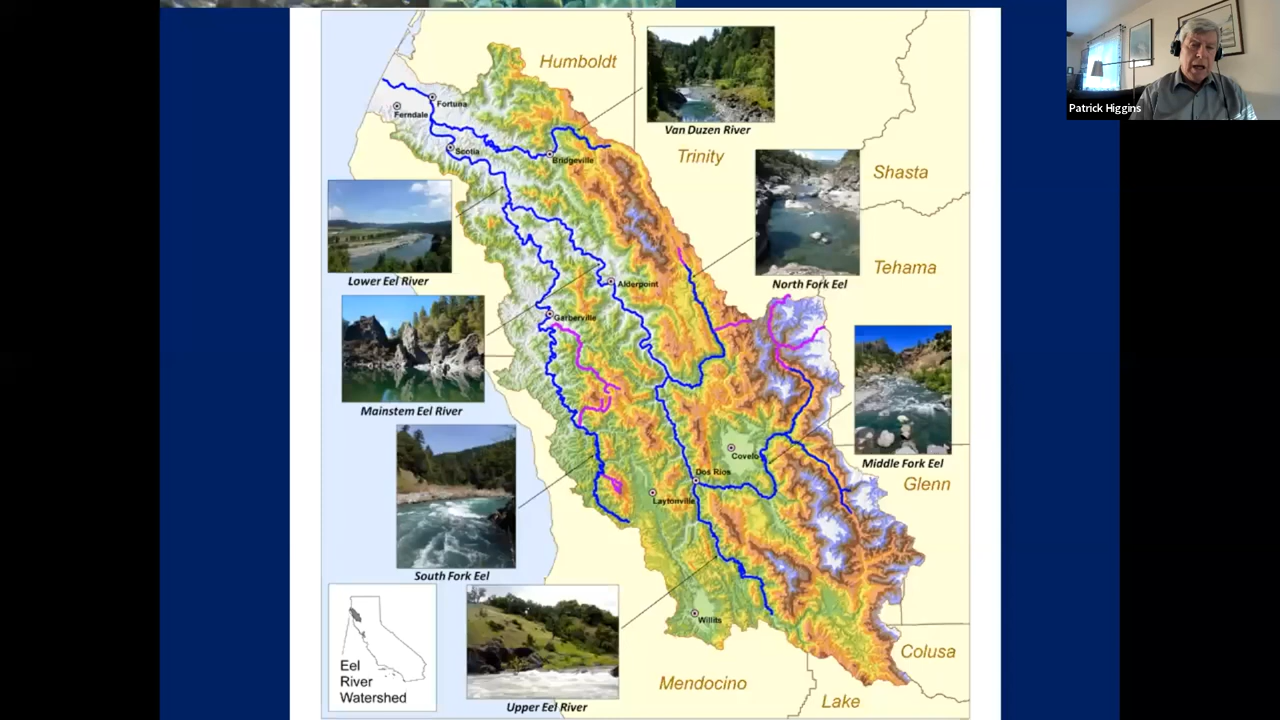 Humboldt
Van Duzen River
Patrick Higgins
Fortuna
Ferndale
Scotia
Bridgeville
Trinity
Shasta
Lower Eel River
Alderpoint
Tehama
North Fork Eel
Garberville
Mainstem Eel River
Covelo
Middle Fork Eel
Dos Rios
Glenn
Laytonville
South Fork Eel
Willits
Eel
River
Watershed
Upper Eel River
Mendocino
Colusa
Lake